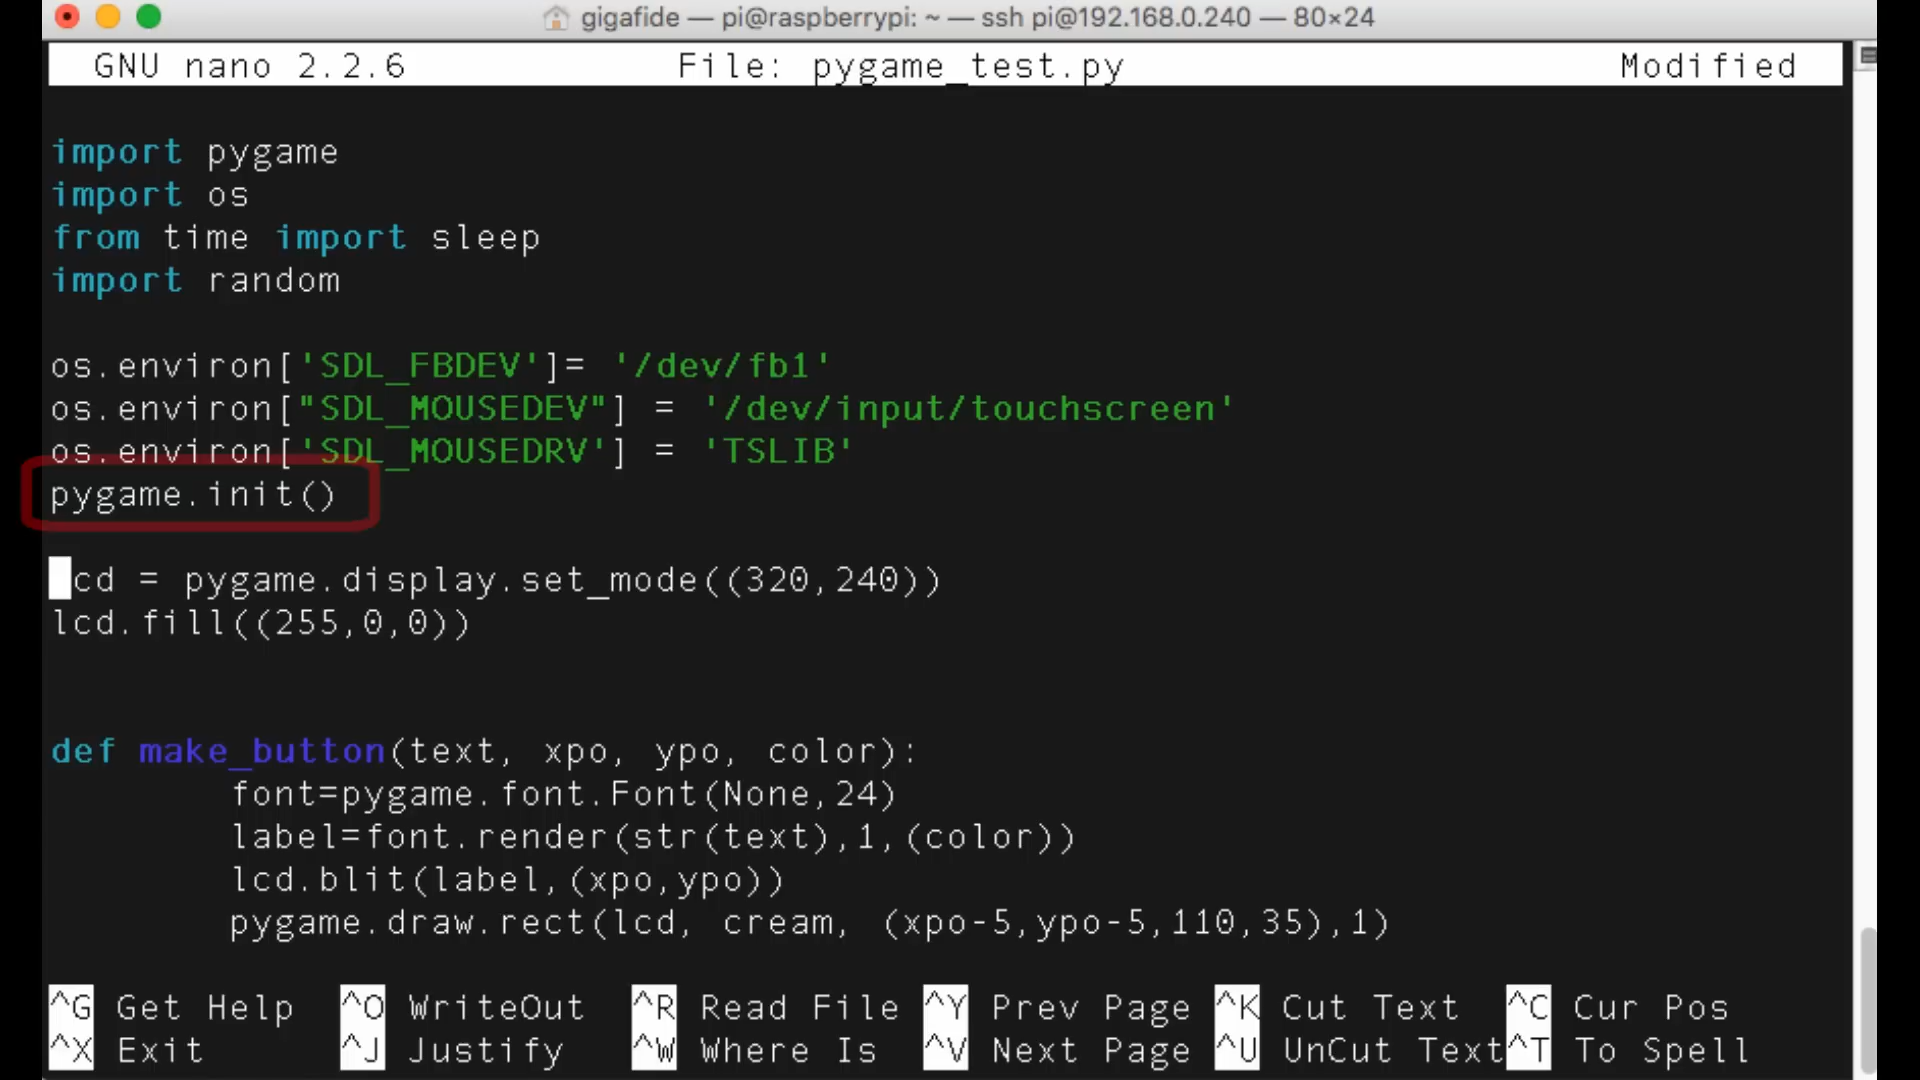 gigafide — pi@raspberrypi: ~ — ssh pi@192.168.0.240 — 80×24
GNU nano 2.2.6 File: pygame_test.py Modified
import pygame
import os
from time import sleep
import random
os.environ['SDL_FBDEV']= '/dev/fb1'
os.environ["SDL_MOUSEDEV"] = '/dev/input/touchscreen'
os.environ['SDL_MOUSEDRV'] = 'TSLIB'
pygame.init()
cd = pygame.display.set_mode((320,240))
lcd.fill((255,0,0))
def make_button(text, xpo, ypo, color):
font=pygame.font.Font(None,24)
label=font.render(str(text),1,(color))
lcd.blit(label,(xpo,ypo))
pygame.draw.rect(lcd, cream, (xpo-5,ypo-5,110,35),1)
^G Get Help ^O WriteOut ^R Read File ^Y Prev Page ^K Cut Text ^C Cur Pos
^X Exit ^J Justify ^W Where Is ^V Next Page ^U UnCut Text ^T To Spell